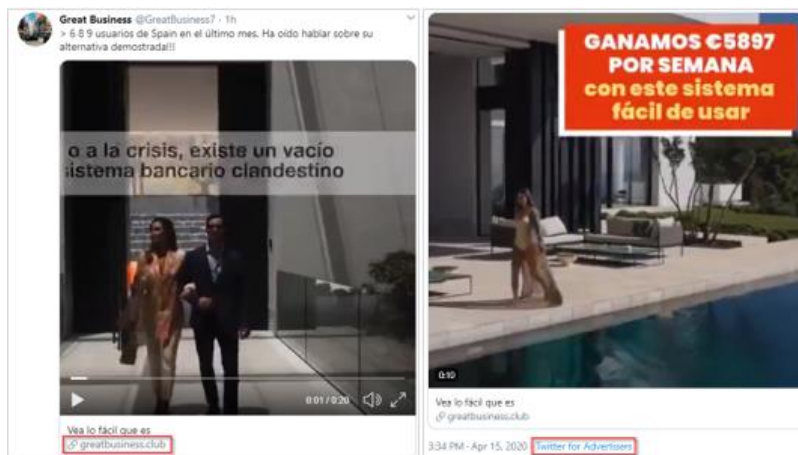 Great Business @GreatBusiness7 · 1h
> 6 8 9 usuarios de Spain en el último mes. Ha oído hablar sobre su
alternativa demostrada!!!
o a la crisis, existe un vacío
sistema bancario clandestino
0:01 / 0:20
Vea lo fácil que es
greatbusiness.club
GANAMOS €5897
POR SEMANA
con este sistema
fácil de usar
0:10
Vea lo fácil que es
greatbusiness.club
3:34 PM - Apr 15, 2020 Twitter for Advertisers